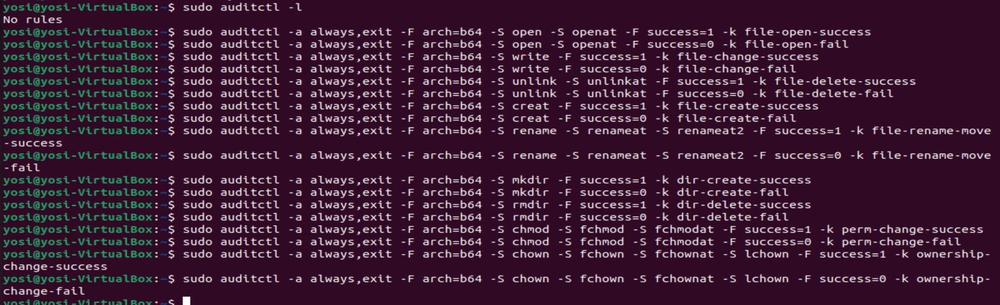 yosi@yosi-VirtualBox:~$ sudo auditctl -l
No rules
yosi@yosi-VirtualBox:~$ sudo auditctl -a always,exit -F arch=b64 -S open -S openat -F success=1 -k file-open-success
yosi@yosi-VirtualBox:~$ sudo auditctl -a always,exit -F arch=b64 -S open -S openat -F success=0 -k file-open-fail
yosi@yosi-VirtualBox:~$ sudo auditctl -a always,exit -F arch=b64 -S write -F success=1 -k file-change-success
yosi@yosi-VirtualBox:~$ sudo auditctl -a always,exit -F arch=b64 -S write -F success=0 -k file-change-fail
yosi@yosi-VirtualBox:~$ sudo auditctl -a always,exit -F arch=b64 -S unlink -S unlinkat -F success=1 -k file-delete-success
yosi@yosi-VirtualBox:~$ sudo auditctl -a always,exit -F arch=b64 -S unlink -S unlinkat -F success=0 -k file-delete-fail
yosi@yosi-VirtualBox:~$ sudo auditctl -a always,exit -F arch=b64 -S creat -F success=1 -k file-create-success
yosi@yosi-VirtualBox:~$ sudo auditctl -a always,exit -F arch=b64 -S creat -F success=0 -k file-create-fail
yosi@yosi-VirtualBox:~$ sudo auditctl -a always,exit -F arch=b64 -S rename -S renameat -S renameat2 -F success=1 -k file-rename-move
-success
yosi@yosi-VirtualBox:~$ sudo auditctl -a always,exit -F arch=b64 -S rename -S renameat -S renameat2 -F success=0 -k file-rename-move
-fail
yosi@yosi-VirtualBox:~$ sudo auditctl -a always,exit -F arch=b64 -S mkdir -F success=1 -k dir-create-success
yosi@yosi-VirtualBox:~$ sudo auditctl -a always,exit -F arch=b64 -S mkdir -F success=0 -k dir-create-fail
yosi@yosi-VirtualBox:~$ sudo auditctl -a always,exit -F arch=b64 -S rmdir -F success=1 -k dir-delete-success
yosi@yosi-VirtualBox:~$ sudo auditctl -a always,exit -F arch=b64 -S rmdir -F success=0 -k dir-delete-fail
yosi@yosi-VirtualBox:~$ sudo auditctl -a always,exit -F arch=b64 -S chmod -S fchmod -S fchmodat -F success=1 -k perm-change-success
yosi@yosi-VirtualBox:~$ sudo auditctl -a always,exit -F arch=b64 -S chmod -S fchmod -S fchmodat -F success=0 -k perm-change-fail
yosi@yosi-VirtualBox:~$ sudo auditctl -a always,exit -F arch=b64 -S chown -S fchown -S fchownat -S lchown -F success=1 -k ownership-
change-success
yosi@yosi-VirtualBox:~$ sudo auditctl -a always,exit -F arch=b64 -S chown -S fchown -S fchownat -S lchown -F success=0 -k ownership-
change-fail
yosi@yosi-VirtualBox:~$